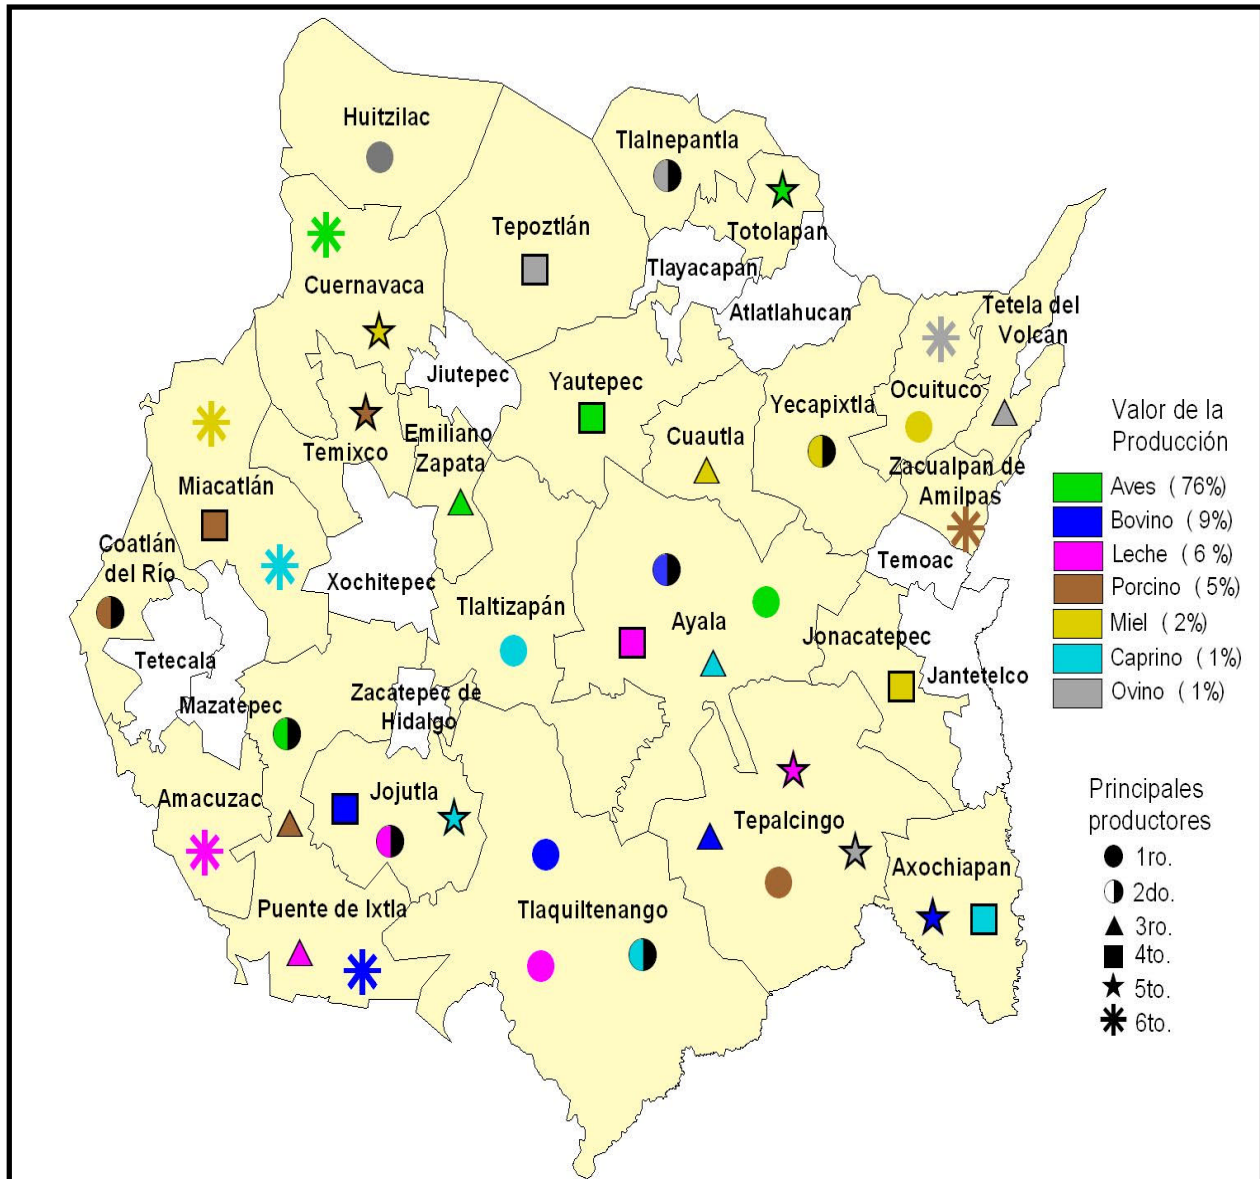 Huitzilac
Tlalnepantla
Totolapan
Tepoztlán
Tlayacapan
Cuernavaca
Atlatlahucan
Tetela del
Volcán
Jiutepec
Yautepec
Ocuituco
Yecapixtla
Emiliano
Zapata
Cuautla
Temixco
Zacualpan de
Amilpas
Miacatlán
Coatlán
del Río
Temoac
Xochitepec
Tlaltizapán
Ayala
Jonacatepec
Tetecala
Jantetelco
Mazatepec
Zacatepec de
Hidalgo
Amacuzac
Jojutla
Tepalcingo
Axochiapan
Puente de Ixtla
Tlaquiltenango
Valor de la
Producción
Aves ( 76%)
Bovino ( 9%)
Leche ( 6 %)
Porcino ( 5%)
Miel ( 2%)
Caprino ( 1%)
Ovino ( 1%)
Principales
productores
1ro.
2do.
3ro.
4to.
5to.
6to.